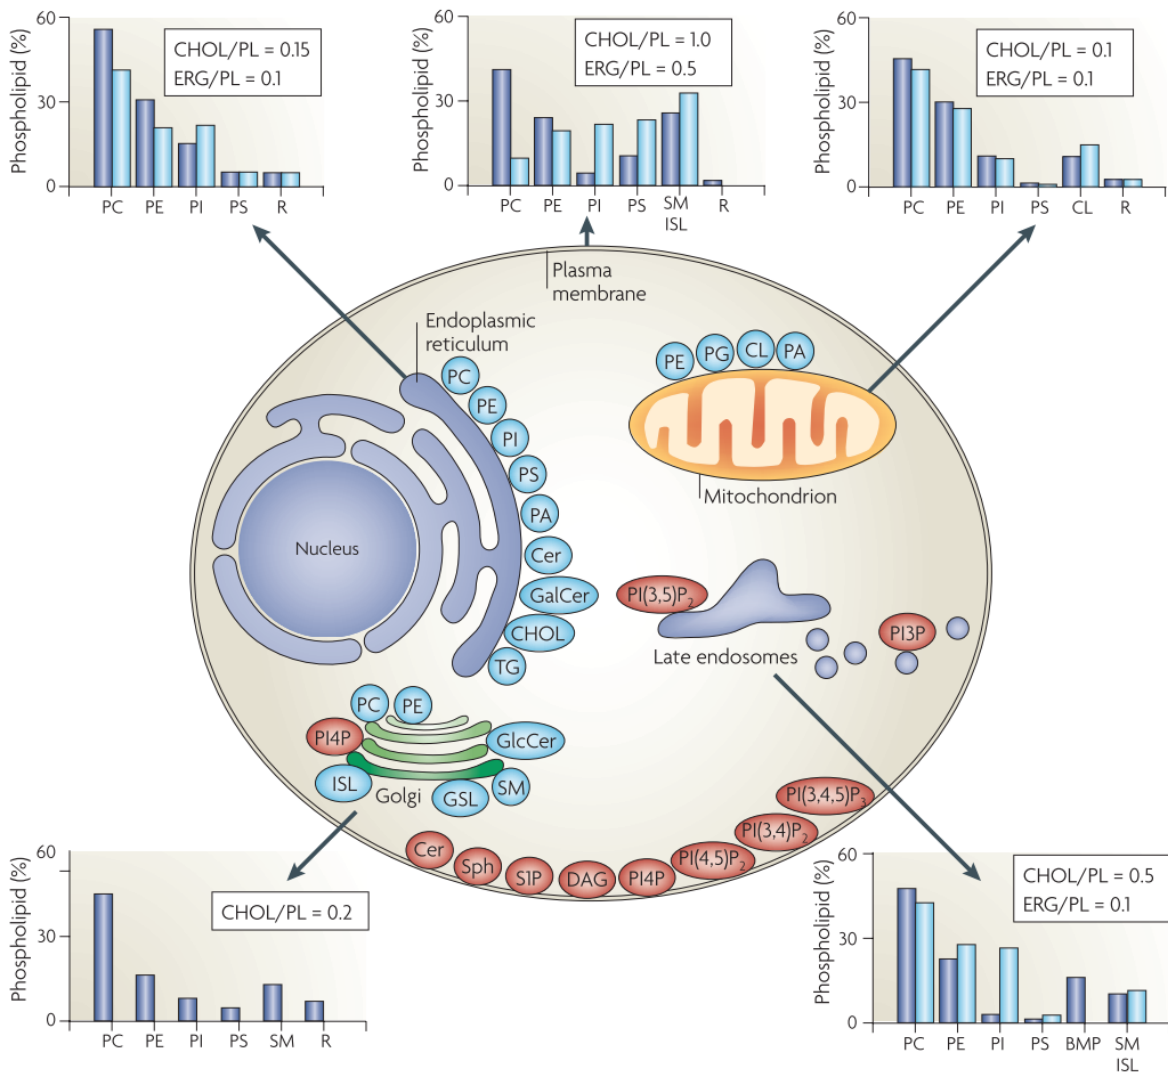 Phospholipid (%)
60
30
0
CHOL/PL = 0.15
ERG/PL = 0.1
PC PE PI PS R
Phospholipid (%)
60
30
0
CHOL/PL = 1.0
ERG/PL = 0.5
PC PE PI PS SM R
ISL
Phospholipid (%)
60
30
0
CHOL/PL = 0.1
ERG/PL = 0.1
PC PE PI PS CL R
Plasma
membrane
Endoplasmic
reticulum
PC
PE
PI
PS
PA
Cer
GalCer
CHOL
TG
Nucleus
PE PG CL PA
Mitochondrion
PI(3,5)P₂
Late endosomes
PI3P
PC PE
PI4P
GlcCer
ISL
Golgi
GSL
SM
Cer
Sph
S1P
DAG
PI4P
PI(4,5)P₂
PI(3,4)P₂
PI(3,4,5)P₃
Phospholipid (%)
60
30
0
CHOL/PL = 0.2
PC PE PI PS SM R
Phospholipid (%)
60
30
0
CHOL/PL = 0.5
ERG/PL = 0.1
PC PE PI PS BMP SM
ISL